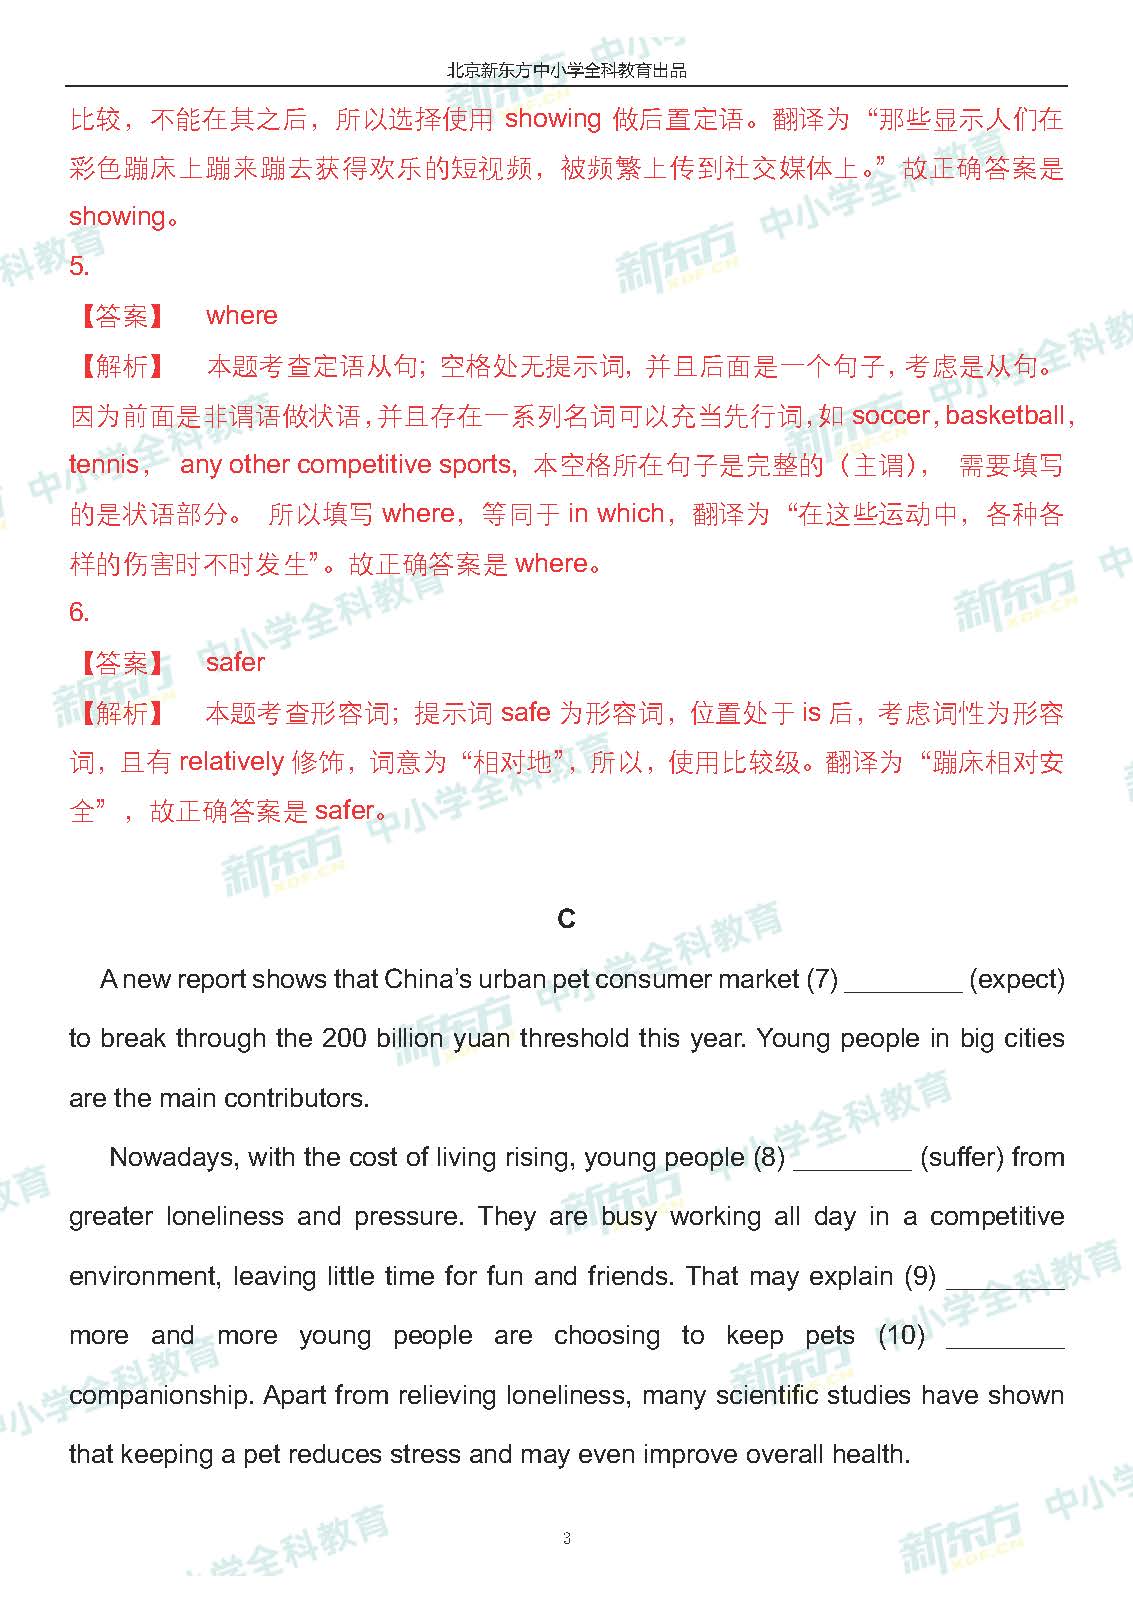 北京新东方中小学全科教育出品
比较，不能在其之后，所以选择使用 showing 做后置定语。翻译为“那些显示人们在
彩色蹦床上蹦来蹦去获得欢乐的短视频，被频繁上传到社交媒体上。”故正确答案是
showing。
5.
【答案】 where
【解析】 本题考查定语从句；空格处无提示词，并且后面是一个句子，考虑是从句。
因为前面是非谓语做状语，并且存在一系列名词可以充当先行词，如 soccer，basketball，
tennis， any other competitive sports, 本空格所在句子是完整的（主谓）， 需要填写
的是状语部分。 所以填写 where，等同于 in which，翻译为“在这些运动中，各种各
样的伤害时不时发生”。故正确答案是 where。
6.
【答案】 safer
【解析】 本题考查形容词；提示词 safe 为形容词，位置处于 is 后，考虑词性为形容
词，且有 relatively 修饰，词意为“相对地”，所以，使用比较级。翻译为“蹦床相对安
全”，故正确答案是 safer。
C
A new report shows that China’s urban pet consumer market (7) ________ (expect)
to break through the 200 billion yuan threshold this year. Young people in big cities
are the main contributors.
Nowadays, with the cost of living rising, young people (8) ________ (suffer) from
greater loneliness and pressure. They are busy working all day in a competitive
environment, leaving little time for fun and friends. That may explain (9) ________
more and more young people are choosing to keep pets (10) ________
companionship. Apart from relieving loneliness, many scientific studies have shown
that keeping a pet reduces stress and may even improve overall health.
3